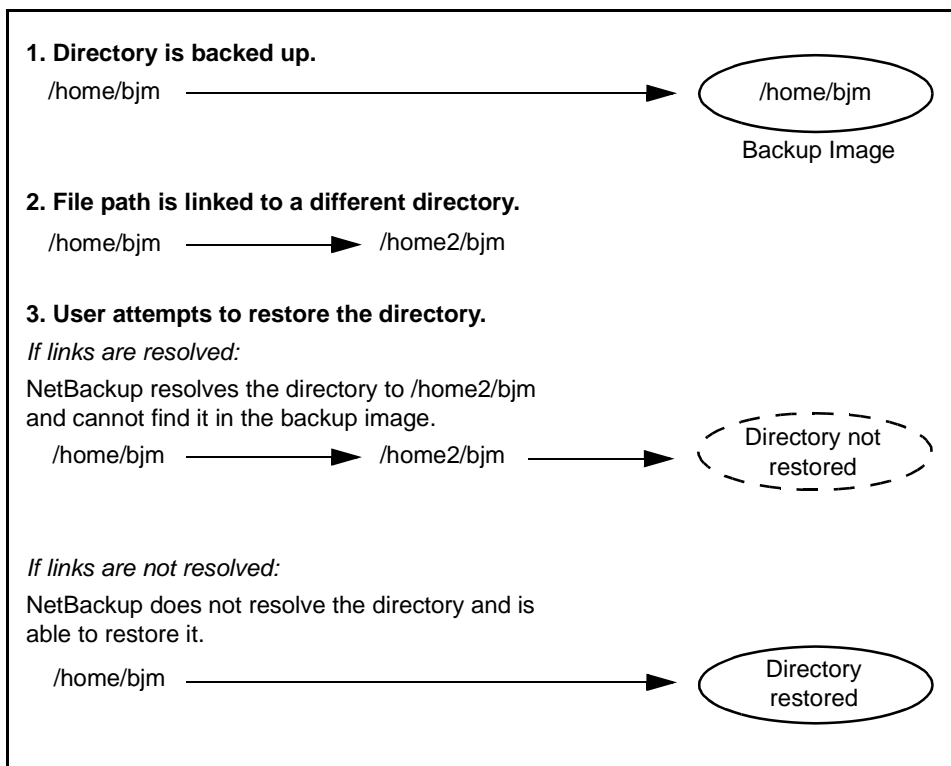 1. Directory is backed up.
/home/bjm
/home/bjm
Backup Image
2. File path is linked to a different directory.
/home/bjm
/home2/bjm
3. User attempts to restore the directory.
If links are resolved:
NetBackup resolves the directory to /home2/bjm
and cannot find it in the backup image.
/home/bjm
/home2/bjm
Directory not
restored
If links are not resolved:
NetBackup does not resolve the directory and is
able to restore it.
/home/bjm
Directory
restored